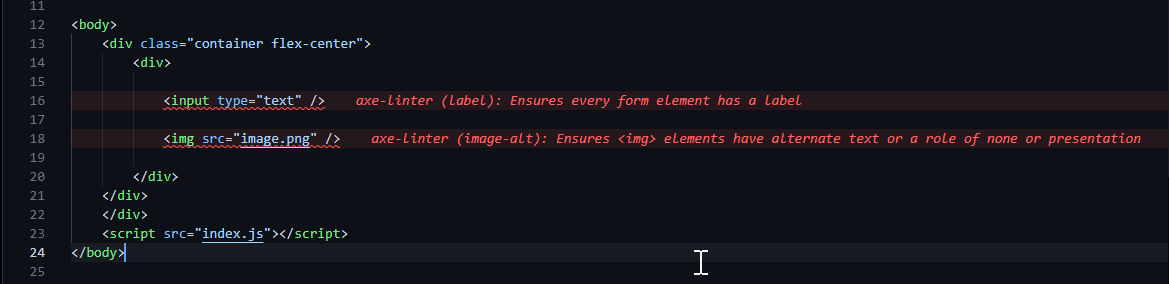 11
12 <body>
13 <div class="container flex-center">
14 <div>
15
16 <input type="text" /> axe-linter (label): Ensures every form element has a label
17
18 <img src="image.png" /> axe-linter (image-alt): Ensures <img> elements have alternate text or a role of none or presentation
19
20 </div>
21 </div>
22 </div>
23 <script src="index.js"></script>
24 </body>
25